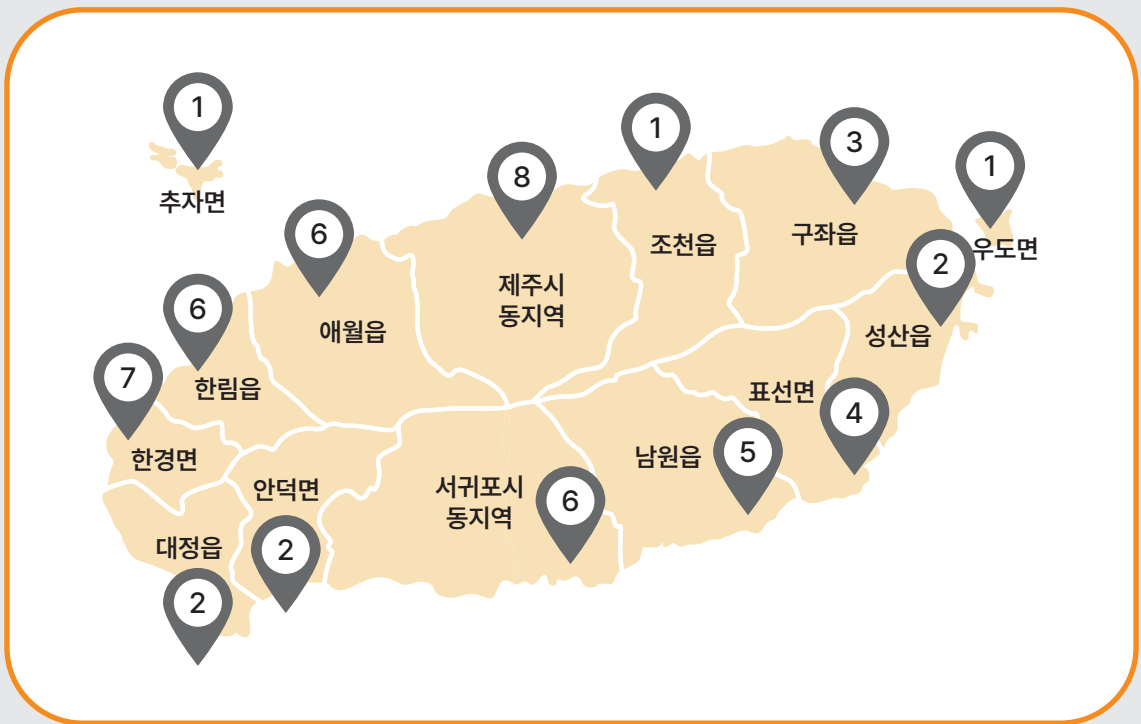 1
추자면
1
3
1
8
조천읍
구좌읍
우도면
6
2
제주시
동지역
6
애월읍
성산읍
7
한림읍
표선면
4
한경면
남원읍
5
안덕면
서귀포시
동지역
6
대정읍
2
2